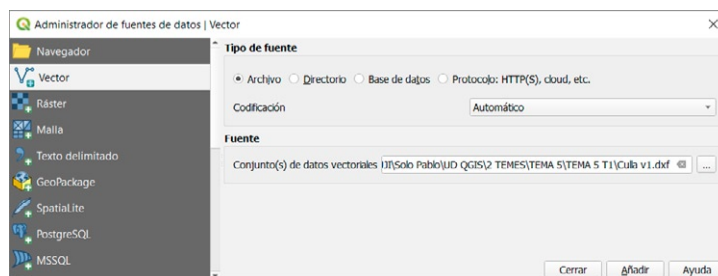 Administrador de fuentes de datos | Vector
Navegador
Vector
Ráster
Malla
Texto delimitado
GeoPackage
SpatiaLite
PostgreSQL
MSSQL
Tipo de fuente
Archivo Directorio Base de datos Protocolo: HTTP(S), cloud, etc.
Codificación Automático
Fuente
Conjunto(s) de datos vectoriales JI\Solo Pablo\UD QGIS\2 TEMES\TEMA 5\TEMA 5 T1\Culla v1.dxf ...
Cerrar Añadir Ayuda